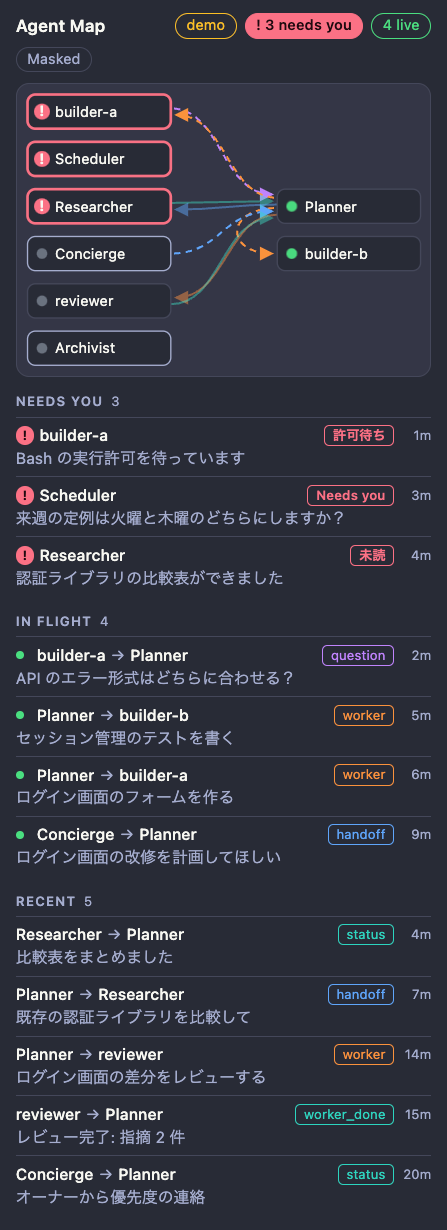 Agent Map demo ! 3 needs you 4 live
Masked
! builder-a
! Scheduler
! Researcher
Planner
Concierge
builder-b
reviewer
Archivist
NEEDS YOU 3
! builder-a 許可待ち 1m
Bash の実行許可を待っています
! Scheduler Needs you 3m
来週の定例は火曜と木曜のどちらにしますか？
! Researcher 未読 4m
認証ライブラリの比較表ができました
IN FLIGHT 4
builder-a → Planner question 2m
API のエラー形式はどちらに合わせる？
Planner → builder-b worker 5m
セッション管理のテストを書く
Planner → builder-a worker 6m
ログイン画面のフォームを作る
Concierge → Planner handoff 9m
ログイン画面の改修を計画してほしい
RECENT 5
Researcher → Planner status 4m
比較表をまとめました
Planner → Researcher handoff 7m
既存の認証ライブラリを比較して
Planner → reviewer worker 14m
ログイン画面の差分をレビューする
reviewer → Planner worker_done 15m
レビュー完了: 指摘 2 件
Concierge → Planner status 20m
オーナーから優先度の連絡